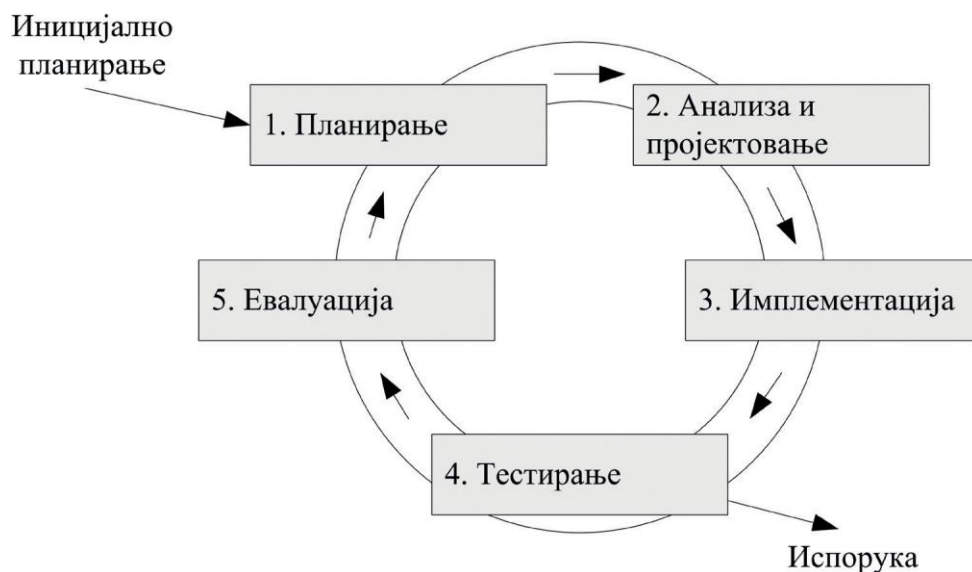 Иницијално
планирање
1. Планирање
2. Анализа и
пројектовање
3. Имплементација
4. Тестирање
5. Евалуација
Испорука